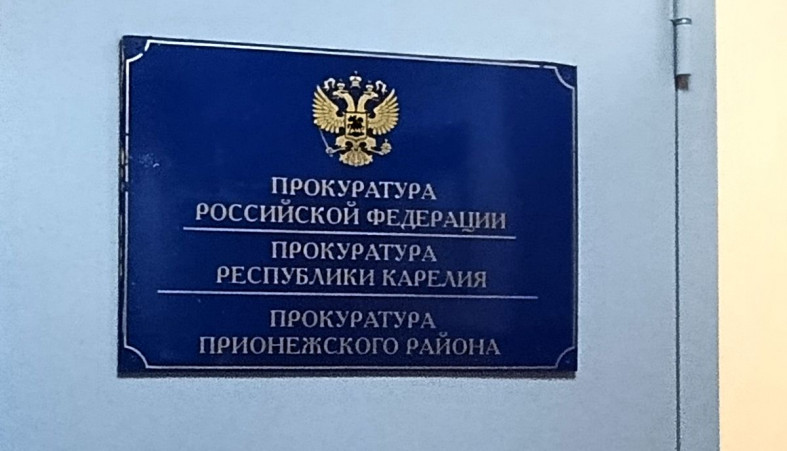 ПРОКУРАТУРА
РОССИЙСКОЙ ФЕДЕРАЦИИ
ПРОКУРАТУРА
РЕСПУБЛИКИ КАРЕЛИЯ
ПРОКУРАТУРА
ПРИОНЕЖСКОГО РАЙОНА